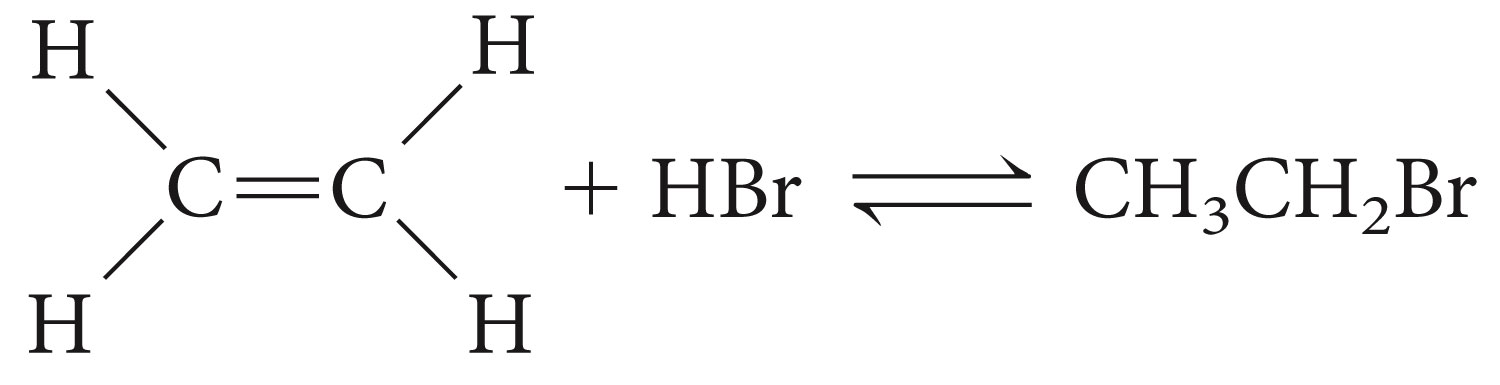 H H
C=C + HBr ⇌ CH₃CH₂Br
H H